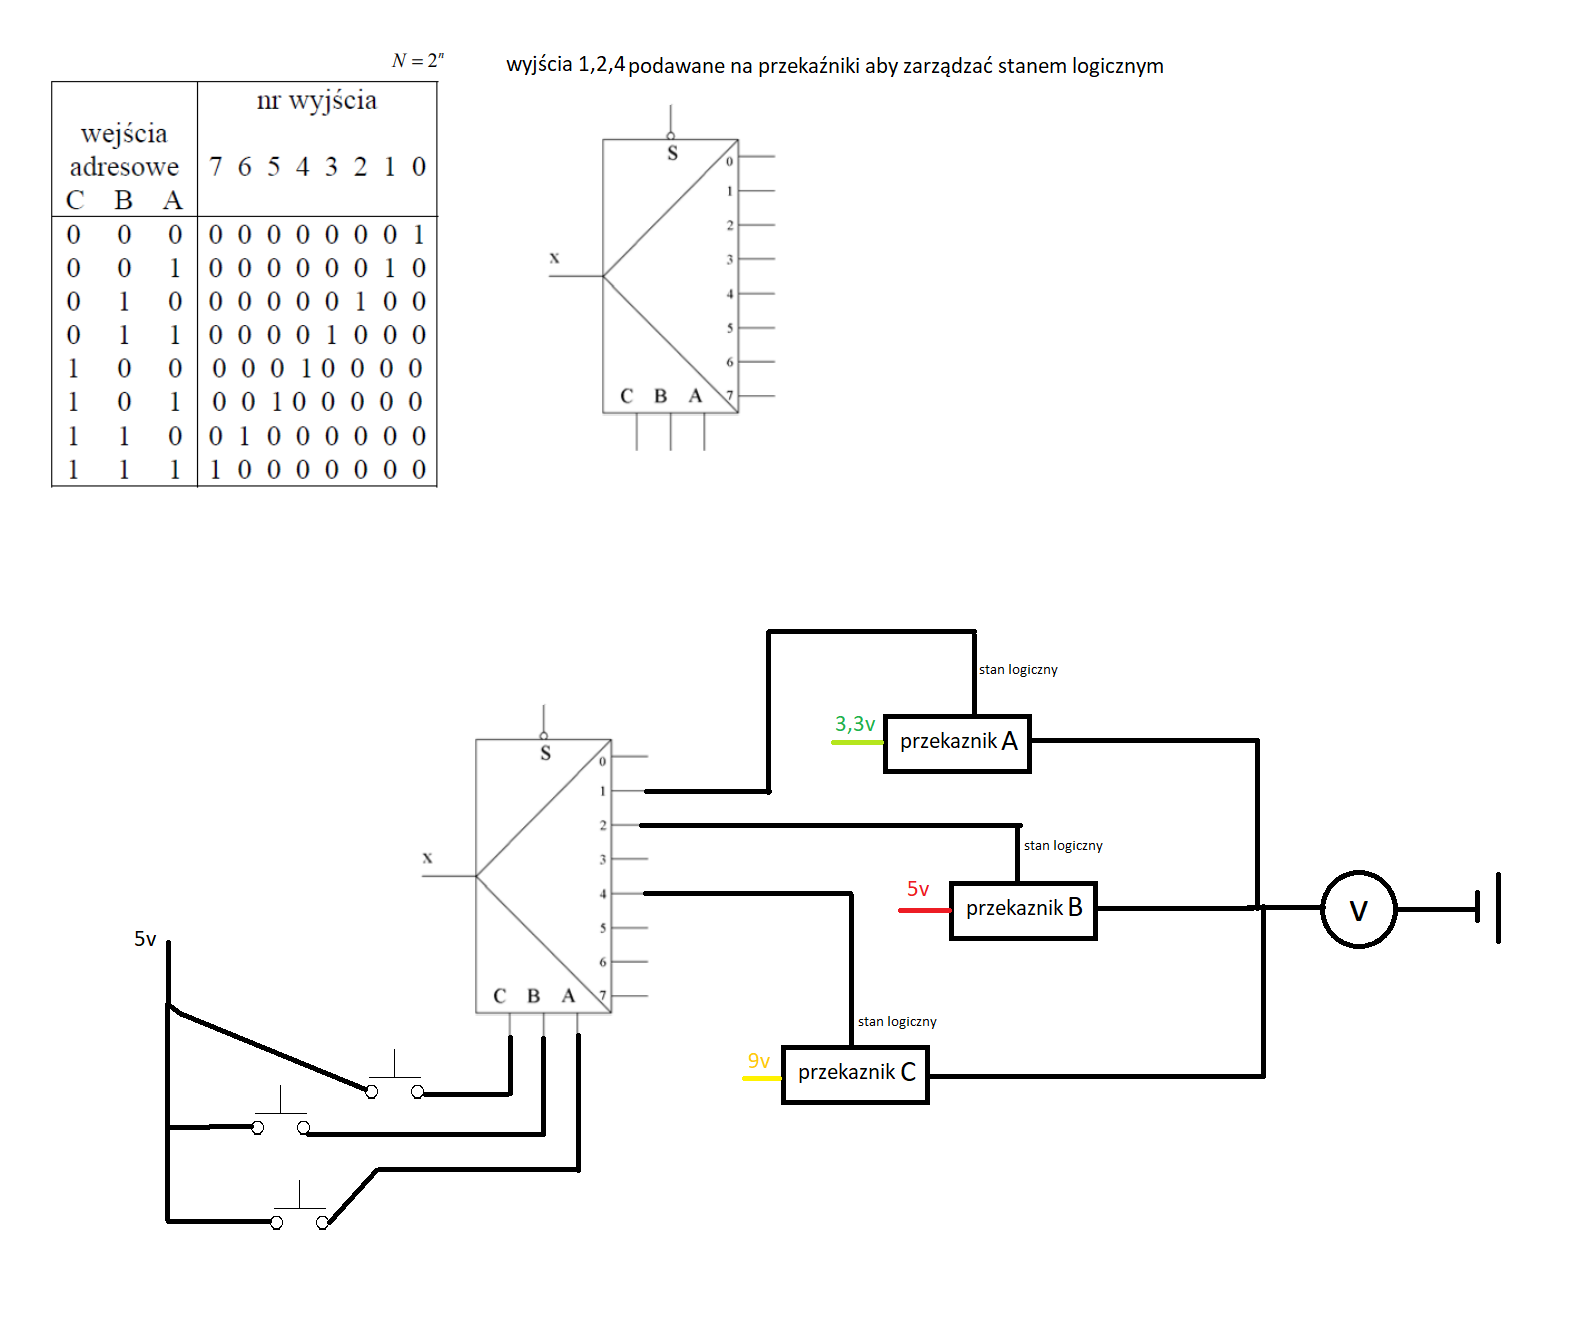 N = 2ⁿ
wyjścia 1,2,4 podawane na przekaźniki aby zarządzać stanem logicznym
nr wyjścia
wejścia
adresowe
7 6 5 4 3 2 1 0
C B A
0 0 0 0 0 0 0 0 0 0 1
0 0 1 0 0 0 0 0 0 1 0
0 1 0 0 0 0 0 0 1 0 0
0 1 1 0 0 0 0 1 0 0 0
1 0 0 0 0 0 1 0 0 0 0
1 0 1 0 0 1 0 0 0 0 0
1 1 0 0 1 0 0 0 0 0 0
1 1 1 1 0 0 0 0 0 0 0
S
0
1
2
x
3
4
5
6
C B A 7
stan logiczny
3,3v
przekaznik A
S
0
1
2
stan logiczny
x
3
4
5v
przekaznik B
V
5
5v
6
C B A 7
stan logiczny
9v
przekaznik C